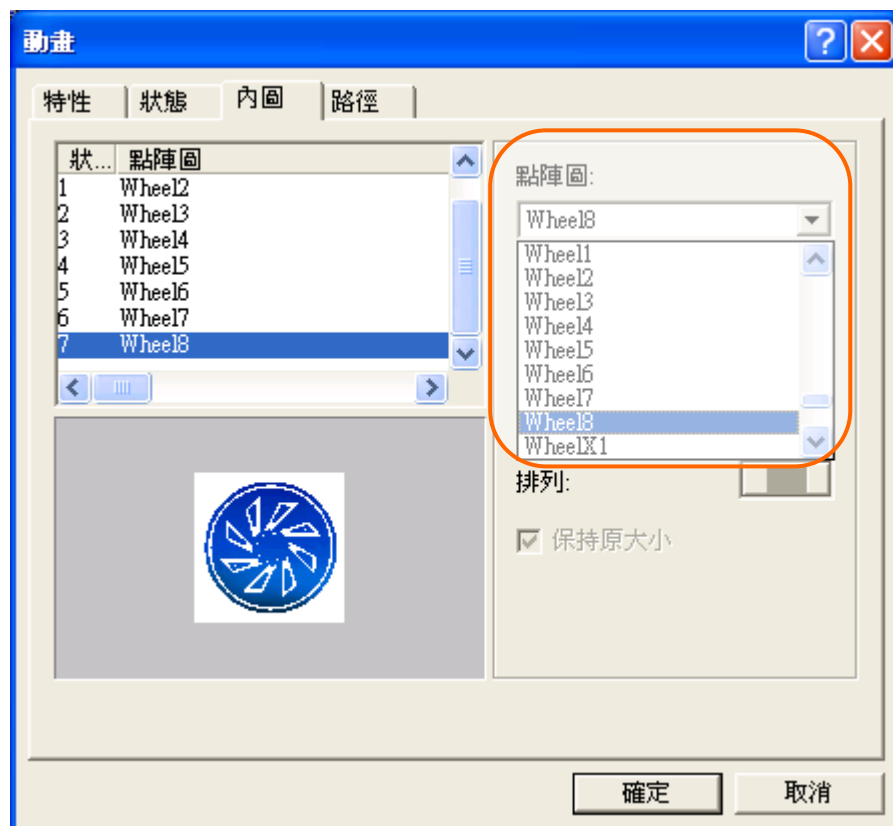 動畫
特性 狀態 內圖 路徑
狀... 點陣圖
1 Wheel2
2 Wheel3
3 Wheel4
4 Wheel5
5 Wheel6
6 Wheel7
7 Wheel8
點陣圖:
Wheel8
Wheel1
Wheel2
Wheel3
Wheel4
Wheel5
Wheel6
Wheel7
Wheel8
WheelX1
排列:
保持原大小
確定 取消